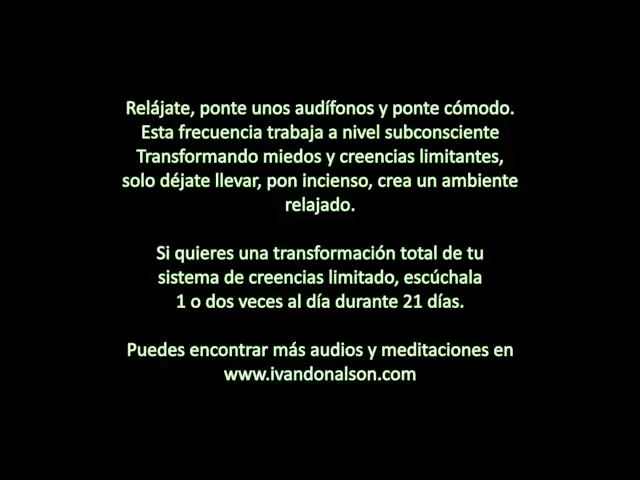 Relájate, ponte unos audífonos y ponte cómodo.
Esta frecuencia trabaja a nivel subconsciente
Transformando miedos y creencias limitantes,
solo déjate llevar, pon incienso, crea un ambiente
relajado.
Si quieres una transformación total de tu
sistema de creencias limitado, escúchala
1 o dos veces al día durante 21 días.
Puedes encontrar más audios y meditaciones en
www.ivandonalson.com